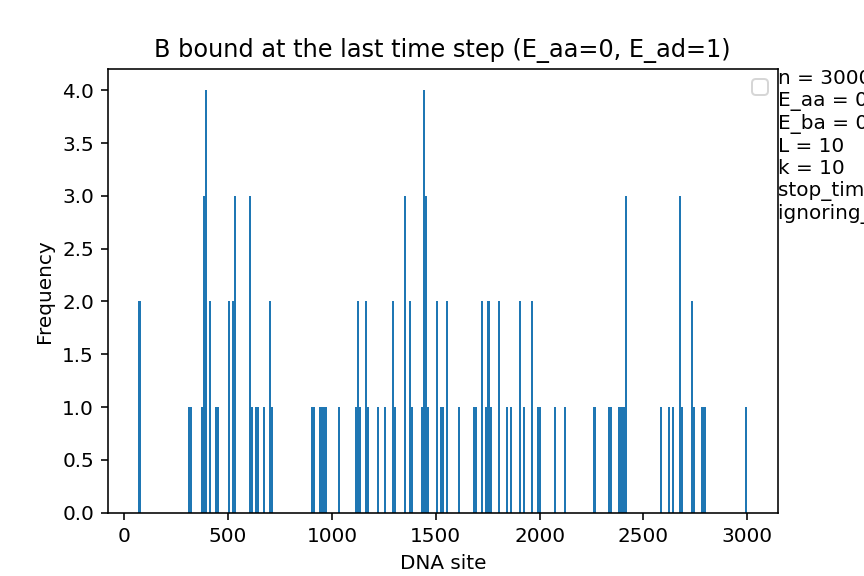 B bound at the last time step (E_aa=0, E_ad=1)
n = 3000
E_aa = 0
E_ba = 0
L = 10
k = 10
stop_tim
ignoring_
4.0
3.5
3.0
2.5
2.0
1.5
1.0
0.5
0.0
Frequency
0 500 1000 1500 2000 2500 3000
DNA site